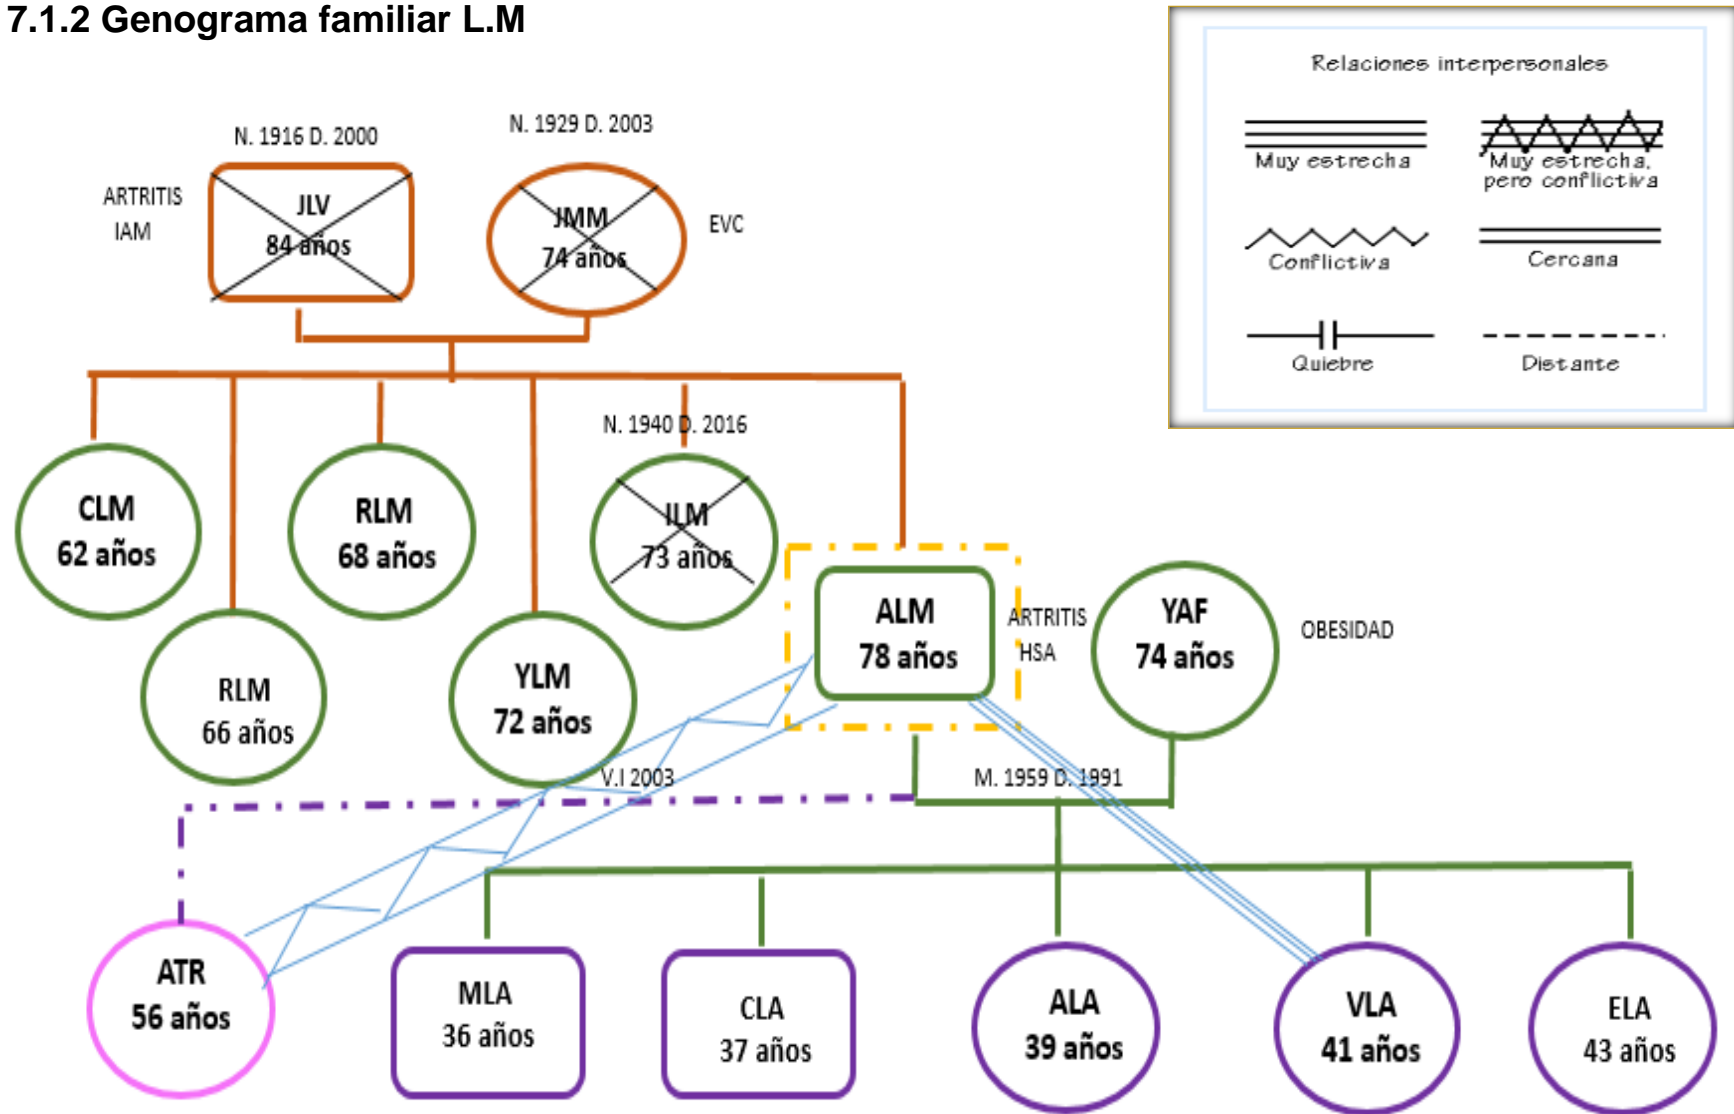 7.1.2 Genograma familiar L.M
Relaciones interpersonales
Muy estrecha
Muy estrecha,
pero conflictiva
Conflictiva
Cercana
Quiebre
Distante
N. 1916 D. 2000
N. 1929 D. 2003
ARTRITIS
IAM
JLV
84 años
JMM
74 años
EVC
N. 1940 D. 2016
CLM
62 años
RLM
68 años
ILM
73 años
RLM
66 años
YLM
72 años
ALM
78 años
ARTRITIS
HSA
YAF
74 años
OBESIDAD
V.I 2003
M. 1959 D. 1991
ATR
56 años
MLA
36 años
CLA
37 años
ALA
39 años
VLA
41 años
ELA
43 años